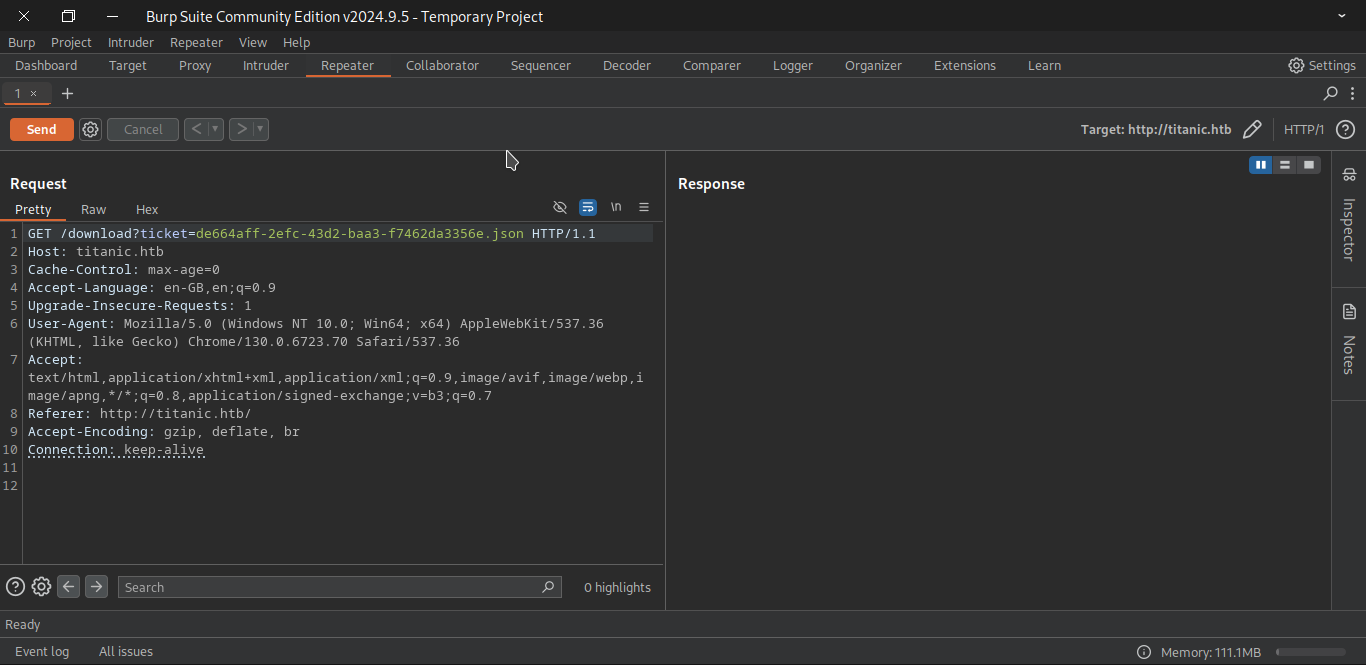 Burp Suite Community Edition v2024.9.5 - Temporary Project
Burp Project Intruder Repeater View Help
Dashboard Target Proxy Intruder Repeater Collaborator Sequencer Decoder Comparer Logger Organizer Extensions Learn Settings
1 × +
Send Cancel < > Target: http://titanic.htb HTTP/1 ?
Request
Pretty Raw Hex \n
1 GET /download?ticket=de664aff-2efc-43d2-baa3-f7462da3356e.json HTTP/1.1
2 Host: titanic.htb
3 Cache-Control: max-age=0
4 Accept-Language: en-GB,en;q=0.9
5 Upgrade-Insecure-Requests: 1
6 User-Agent: Mozilla/5.0 (Windows NT 10.0; Win64; x64) AppleWebKit/537.36
(KHTML, like Gecko) Chrome/130.0.6723.70 Safari/537.36
7 Accept:
text/html,application/xhtml+xml,application/xml;q=0.9,image/avif,image/webp,i
mage/apng,*/*;q=0.8,application/signed-exchange;v=b3;q=0.7
8 Referer: http://titanic.htb/
9 Accept-Encoding: gzip, deflate, br
10 Connection: keep-alive
11
12
Search 0 highlights
Response
Inspector
Notes
Ready
Event log All issues Memory: 111.1MB